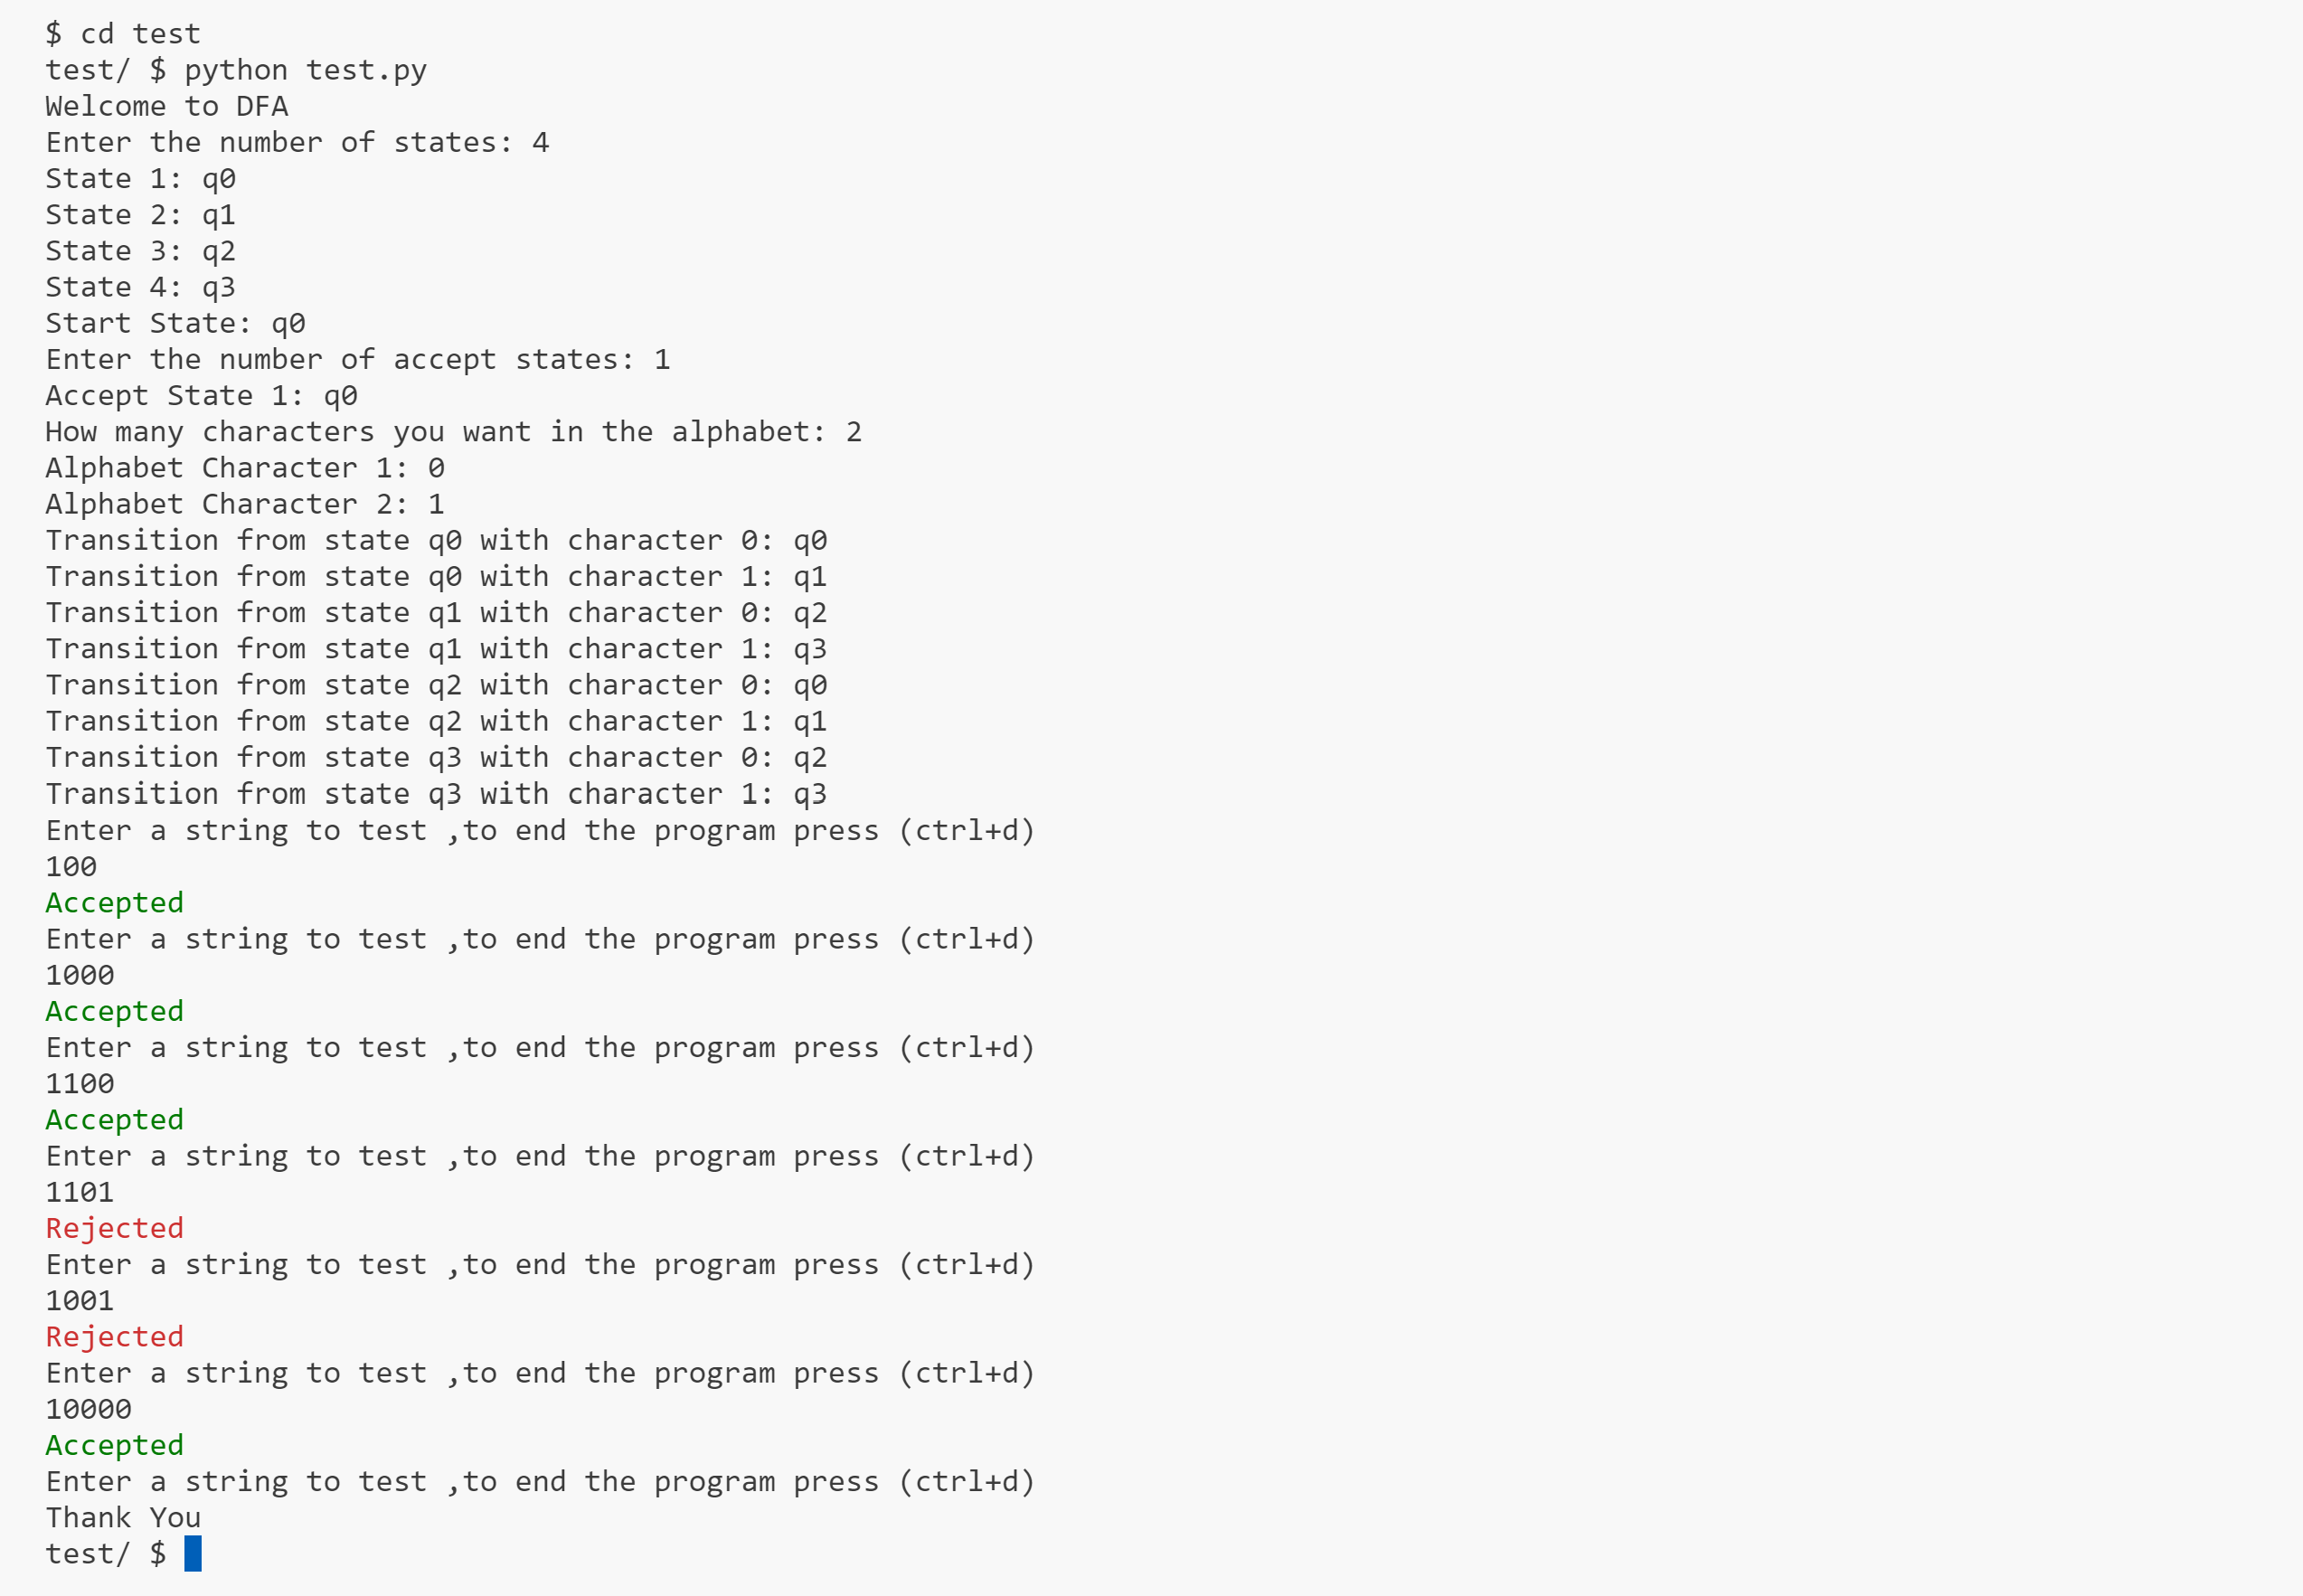 $ cd test
test/ $ python test.py
Welcome to DFA
Enter the number of states: 4
State 1: q0
State 2: q1
State 3: q2
State 4: q3
Start State: q0
Enter the number of accept states: 1
Accept State 1: q0
How many characters you want in the alphabet: 2
Alphabet Character 1: 0
Alphabet Character 2: 1
Transition from state q0 with character 0: q0
Transition from state q0 with character 1: q1
Transition from state q1 with character 0: q2
Transition from state q1 with character 1: q3
Transition from state q2 with character 0: q0
Transition from state q2 with character 1: q1
Transition from state q3 with character 0: q2
Transition from state q3 with character 1: q3
Enter a string to test ,to end the program press (ctrl+d)
100
Accepted
Enter a string to test ,to end the program press (ctrl+d)
1000
Accepted
Enter a string to test ,to end the program press (ctrl+d)
1100
Accepted
Enter a string to test ,to end the program press (ctrl+d)
1101
Rejected
Enter a string to test ,to end the program press (ctrl+d)
1001
Rejected
Enter a string to test ,to end the program press (ctrl+d)
10000
Accepted
Enter a string to test ,to end the program press (ctrl+d)
Thank You
test/ $